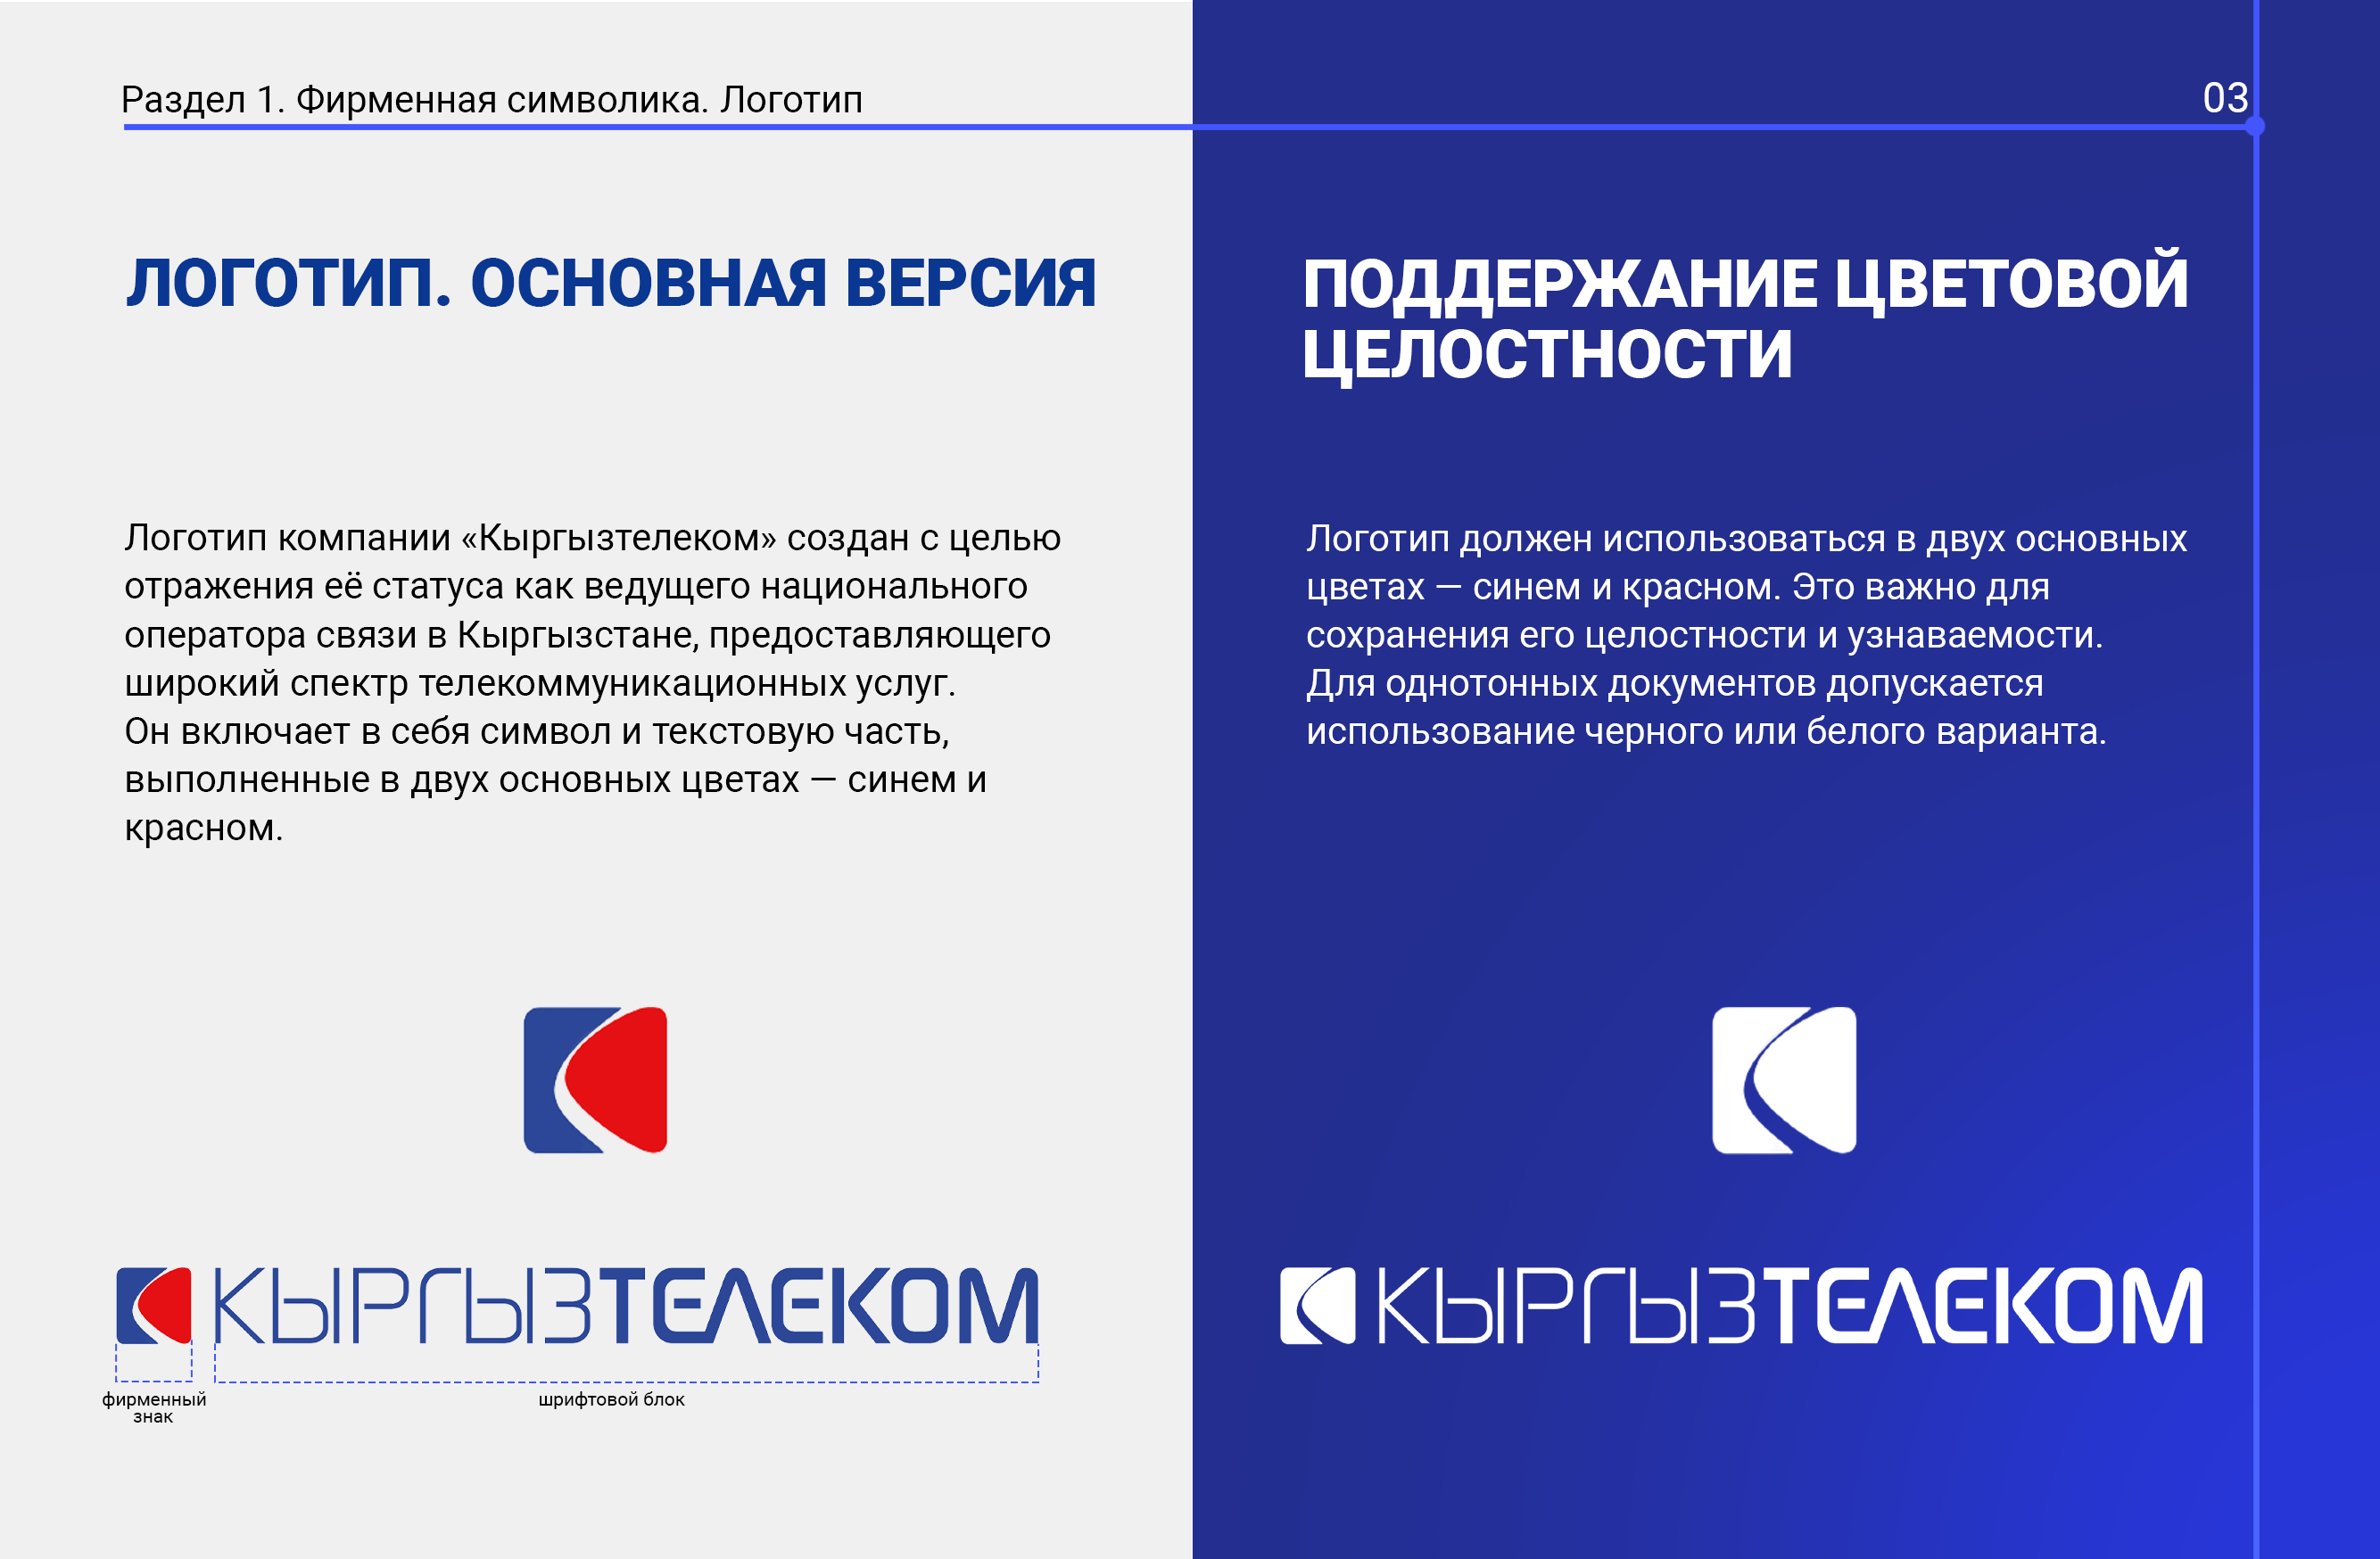 Раздел 1. Фирменная символика. Логотип
03
ЛОГОТИП. ОСНОВНАЯ ВЕРСИЯ
Логотип компании «Кыргызтелеком» создан с целью
отражения её статуса как ведущего национального
оператора связи в Кыргызстане, предоставляющего
широкий спектр телекоммуникационных услуг.
Он включает в себя символ и текстовую часть,
выполненные в двух основных цветах — синем и
красном.
КЫРГЫЗТЕЛЕКОМ
фирменный
знак
шрифтовой блок
ПОДДЕРЖАНИЕ ЦВЕТОВОЙ
ЦЕЛОСТНОСТИ
Логотип должен использоваться в двух основных
цветах — синем и красном. Это важно для
сохранения его целостности и узнаваемости.
Для однотонных документов допускается
использование черного или белого варианта.
КЫРГЫЗТЕЛЕКОМ